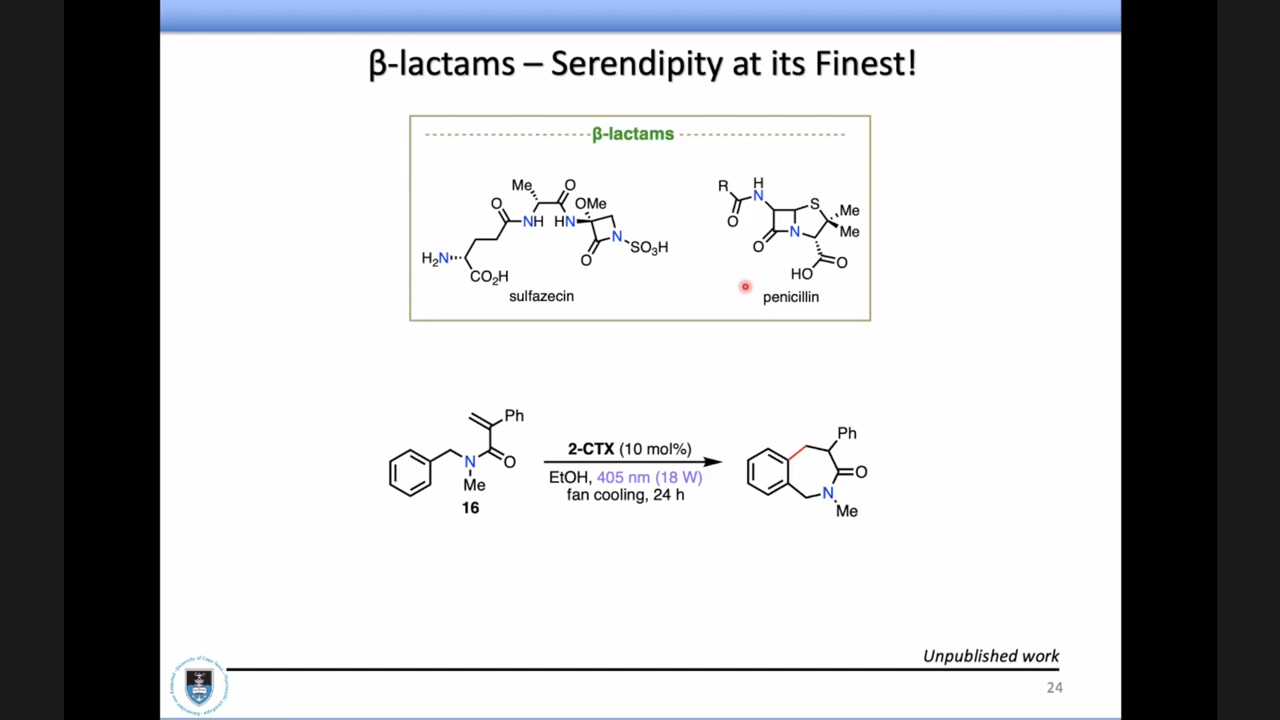 β-lactams – Serendipity at its Finest!
β-lactams
Me
O
OMe
O
NH
HN
N
SO₃H
O
H₂N
CO₂H
sulfazecin
R
H
N
O
S
Me
Me
N
O
O
HO
penicillin
Ph
N
O
Me
16
2-CTX (10 mol%)
EtOH, 405 nm (18 W)
fan cooling, 24 h
Ph
O
N
Me
Unpublished work
24